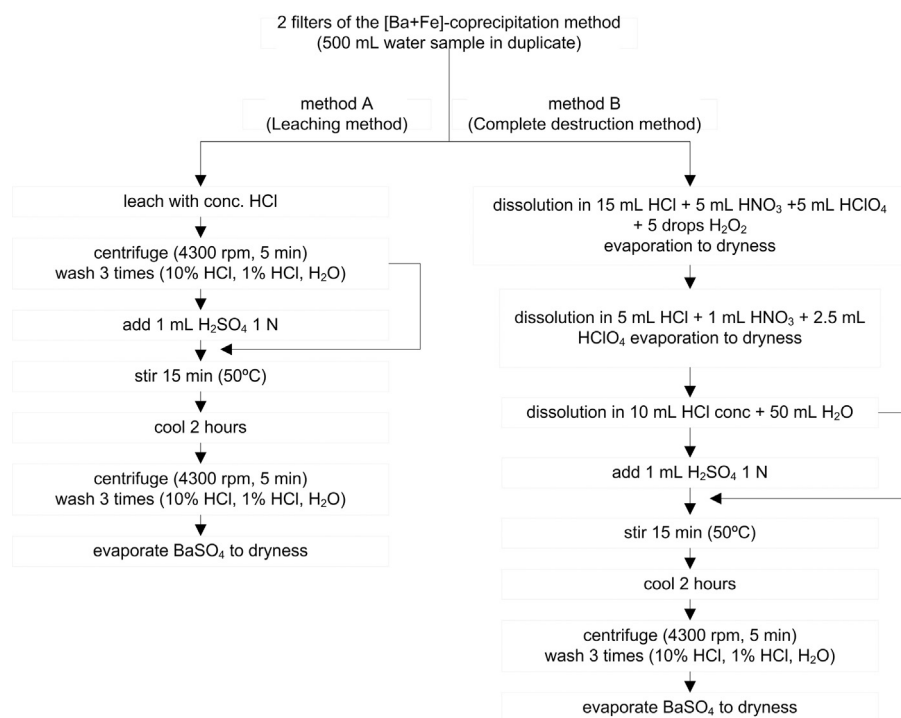 2 filters of the [Ba+Fe]-coprecipitation method
(500 mL water sample in duplicate)
method A
(Leaching method)
method B
(Complete destruction method)
leach with conc. HCl
centrifuge (4300 rpm, 5 min)
wash 3 times (10% HCl, 1% HCl, H₂O)
add 1 mL H₂SO₄ 1 N
stir 15 min (50ºC)
cool 2 hours
centrifuge (4300 rpm, 5 min)
wash 3 times (10% HCl, 1% HCl, H₂O)
evaporate BaSO₄ to dryness
dissolution in 15 mL HCl + 5 mL HNO₃ +5 mL HClO₄
+ 5 drops H₂O₂
evaporation to dryness
dissolution in 5 mL HCl + 1 mL HNO₃ + 2.5 mL
HClO₄ evaporation to dryness
dissolution in 10 mL HCl conc + 50 mL H₂O
add 1 mL H₂SO₄ 1 N
stir 15 min (50ºC)
cool 2 hours
centrifuge (4300 rpm, 5 min)
wash 3 times (10% HCl, 1% HCl, H₂O)
evaporate BaSO₄ to dryness